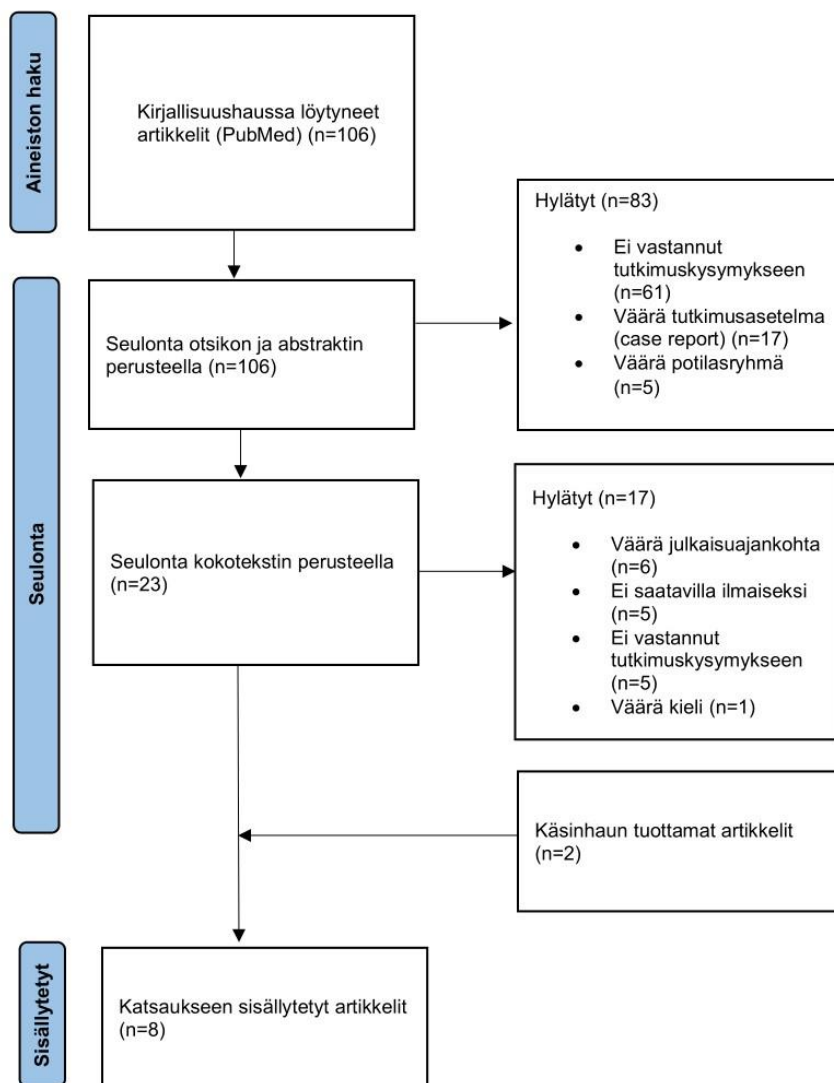 Aineiston haku
Kirjallisuushaussa löytyneet
artikkelit (PubMed) (n=106)
Hylätyt (n=83)
• Ei vastannut
tutkimuskysymykseen
(n=61)
• Väärä tutkimusasetelma
(case report) (n=17)
• Väärä potilasryhmä
(n=5)
Seulonta
Seulonta otsikon ja abstraktin
perusteella (n=106)
Seulonta kokotekstin perusteella
(n=23)
Hylätyt (n=17)
• Väärä julkaisuajankohta
(n=6)
• Ei saatavilla ilmaiseksi
(n=5)
• Ei vastannut
tutkimuskysymykseen
(n=5)
• Väärä kieli (n=1)
Käsinhaun tuottamat artikkelit
(n=2)
Sisällytetyt
Katsaukseen sisällytetyt artikkelit
(n=8)